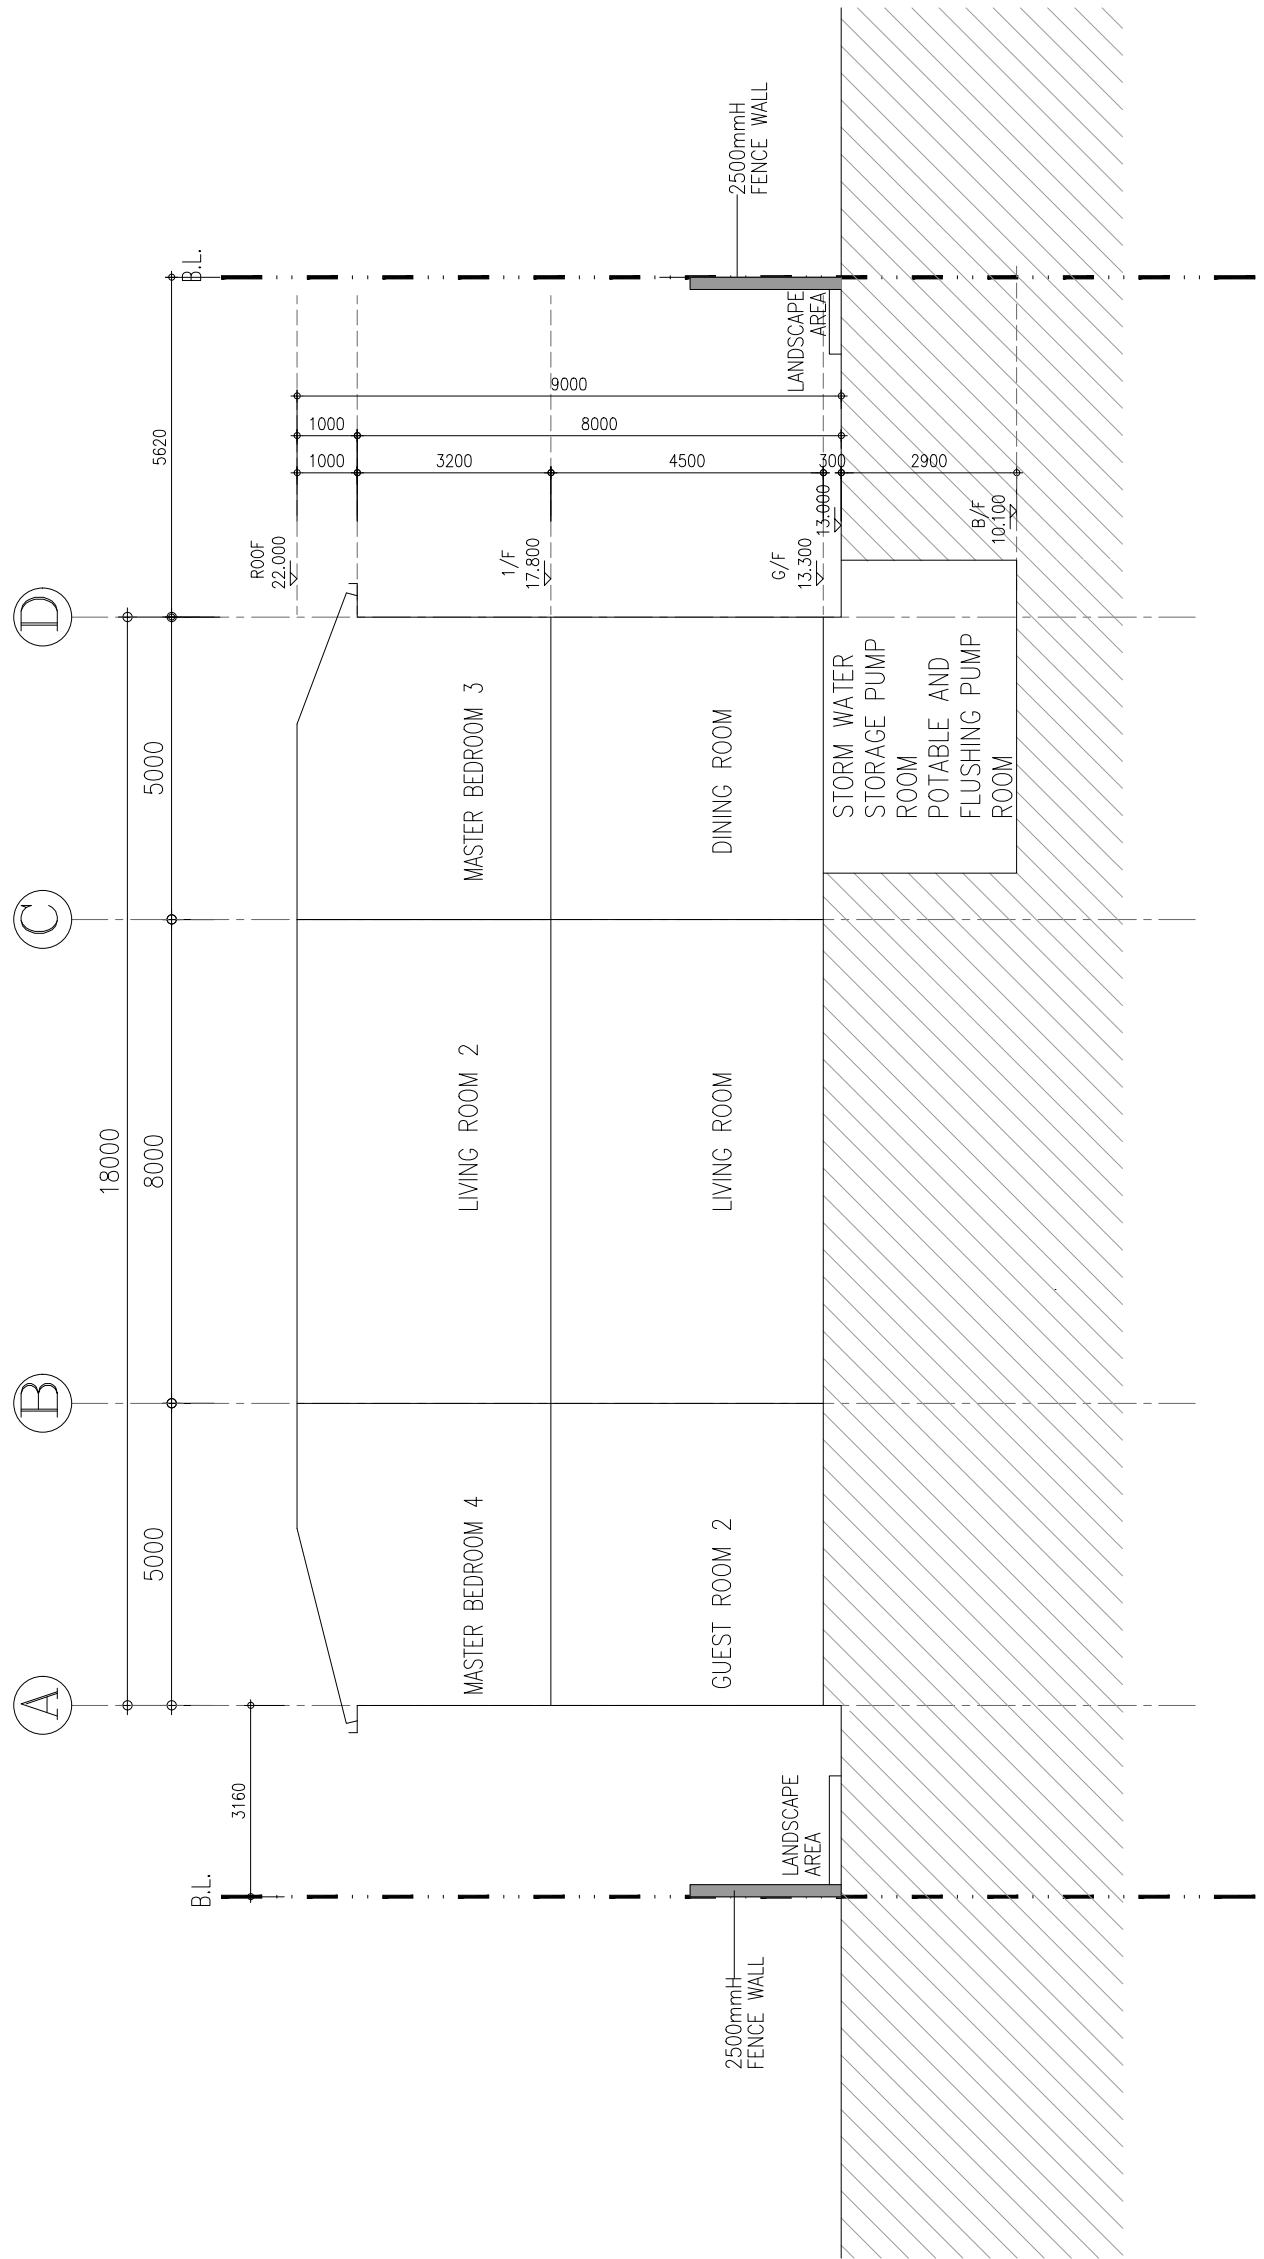 A
B
C
D
18000
5000
8000
5000
3160
5620
B.L.
B.L.
ROOF
22.000
1/F
17.800
G/F
13.300
13.000
B/F
10.100
1000
3200
4500
300
2900
1000
8000
9000
MASTER BEDROOM 4
LIVING ROOM 2
MASTER BEDROOM 3
GUEST ROOM 2
LIVING ROOM
DINING ROOM
STORM WATER
STORAGE PUMP
ROOM
POTABLE AND
FLUSHING PUMP
ROOM
LANDSCAPE
AREA
LANDSCAPE
AREA
2500mmH
FENCE WALL
2500mmH
FENCE WALL